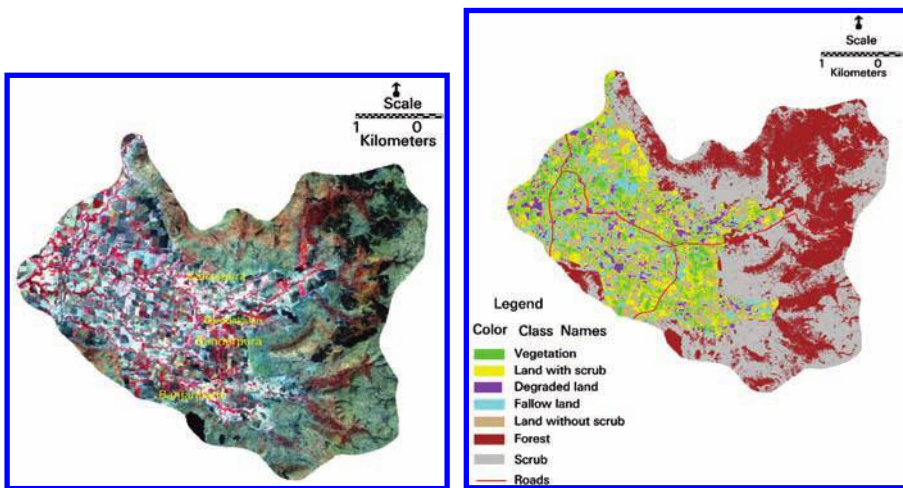 Scale
1 0
Kilometers
Scale
1 0
Kilometers
Legend
Color Class Names
Vegetation
Land with scrub
Degraded land
Fallow land
Land without scrub
Forest
Scrub
Roads